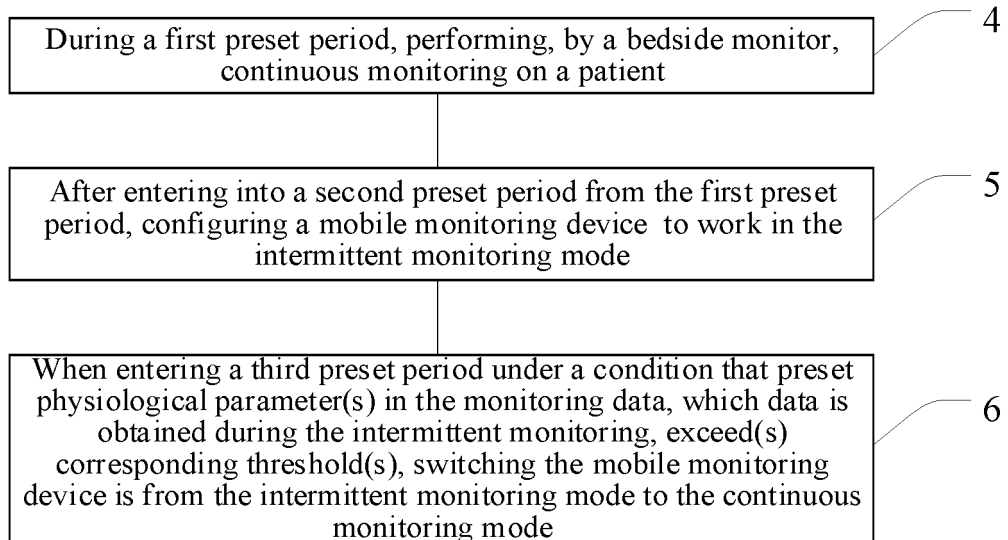 During a first preset period, performing, by a bedside monitor,
continuous monitoring on a patient
4
After entering into a second preset period from the first preset
period, configuring a mobile monitoring device to work in the
intermittent monitoring mode
5
When entering a third preset period under a condition that preset
physiological parameter(s) in the monitoring data, which data is
obtained during the intermittent monitoring, exceed(s)
corresponding threshold(s), switching the mobile monitoring
device is from the intermittent monitoring mode to the continuous
monitoring mode
6